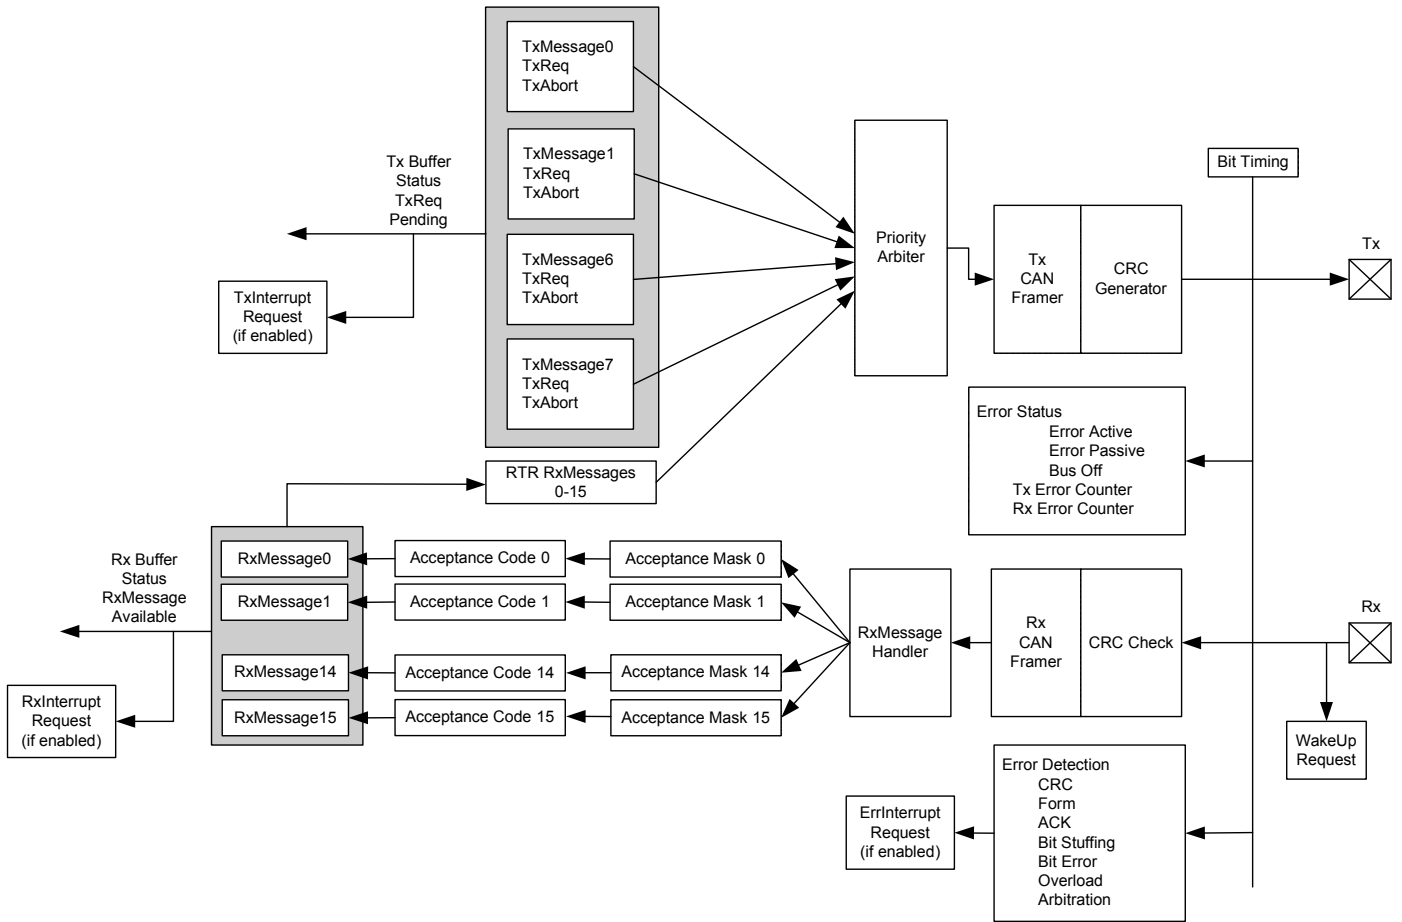 TxMessage0
TxReq
TxAbort
TxMessage1
TxReq
TxAbort
TxMessage6
TxReq
TxAbort
TxMessage7
TxReq
TxAbort
Tx Buffer
Status
TxReq
Pending
TxInterrupt
Request
(if enabled)
Priority
Arbiter
Tx
CAN
Framer
CRC
Generator
Bit Timing
Tx
Error Status
Error Active
Error Passive
Bus Off
Tx Error Counter
Rx Error Counter
RTR RxMessages
0-15
Rx Buffer
Status
RxMessage
Available
RxInterrupt
Request
(if enabled)
RxMessage0
Acceptance Code 0
Acceptance Mask 0
RxMessage1
Acceptance Code 1
Acceptance Mask 1
RxMessage14
Acceptance Code 14
Acceptance Mask 14
RxMessage15
Acceptance Code 15
Acceptance Mask 15
RxMessage
Handler
Rx
CAN
Framer
CRC Check
Rx
WakeUp
Request
ErrInterrupt
Request
(if enabled)
Error Detection
CRC
Form
ACK
Bit Stuffing
Bit Error
Overload
Arbitration